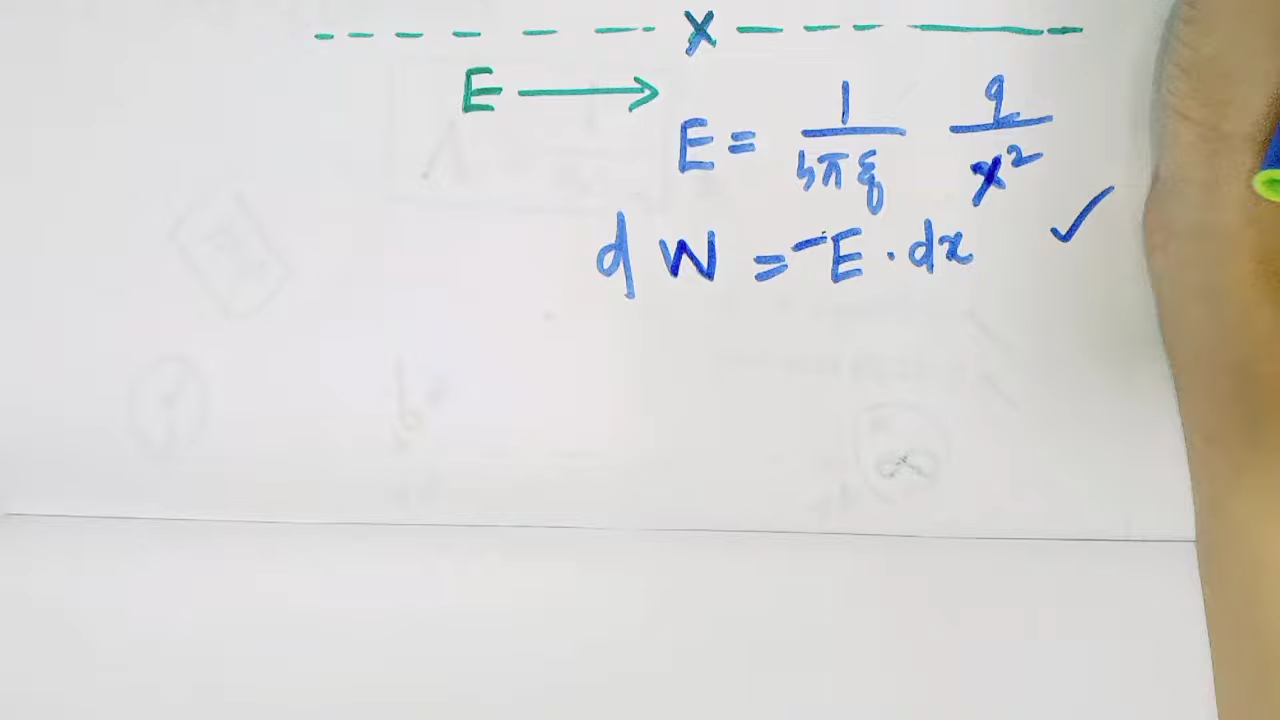 x
E →
E = 1/4πε₀ q/x²
dW = -E · dx ✓